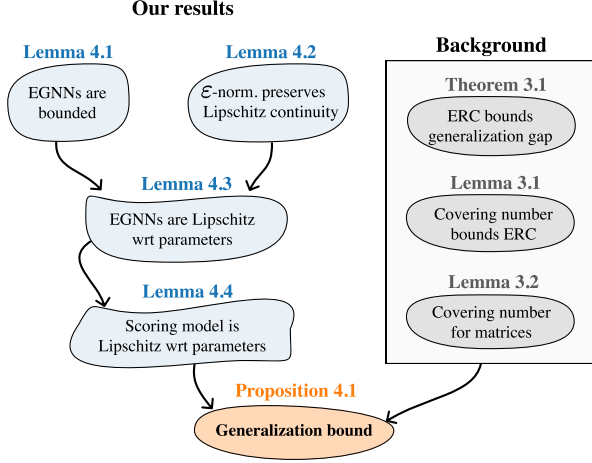 Our results
Lemma 4.1
EGNNs are
bounded
Lemma 4.2
ε-norm. preserves
Lipschitz continuity
Lemma 4.3
EGNNs are Lipschitz
wrt parameters
Lemma 4.4
Scoring model is
Lipschitz wrt parameters
Background
Theorem 3.1
ERC bounds
generalization gap
Lemma 3.1
Covering number
bounds ERC
Lemma 3.2
Covering number
for matrices
Proposition 4.1
Generalization bound